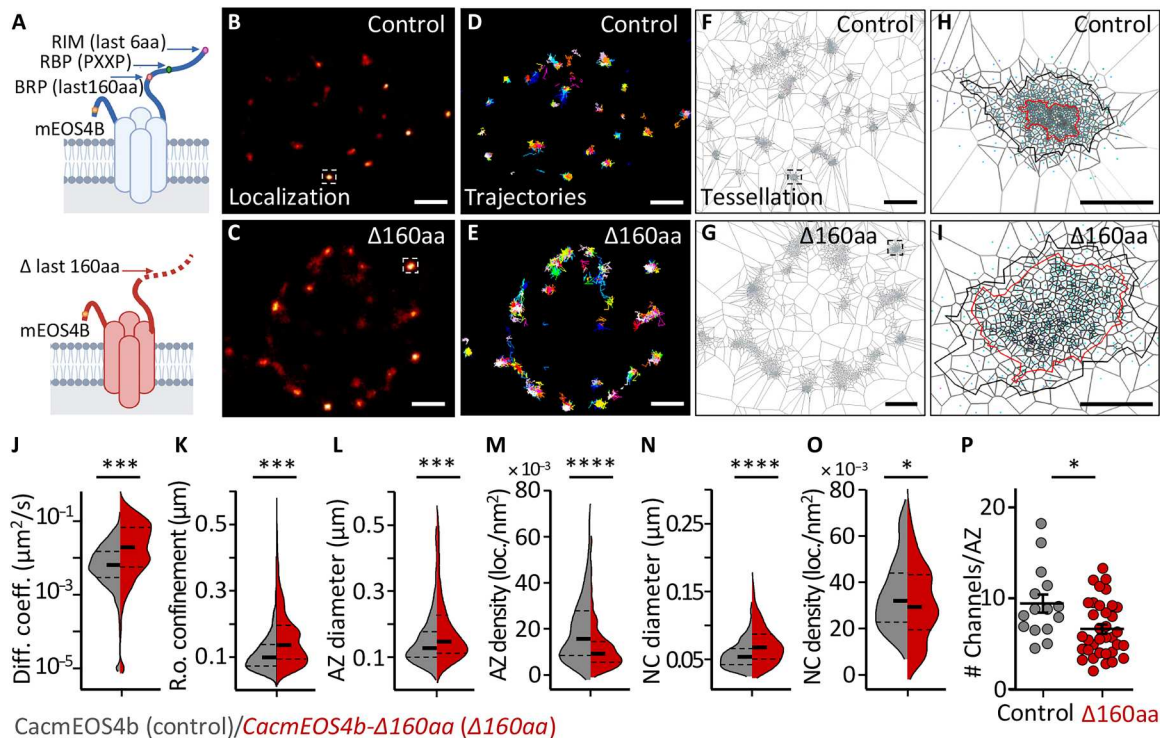 A
RIM (last 6aa)
RBP (PXXP)
BRP (last160aa)
mEOS4B
Δ last 160aa
mEOS4B
B Control
Localization
C Δ160aa
D Control
Trajectories
E Δ160aa
F Control
Tessellation
G Δ160aa
H Control
I Δ160aa
J
***
Diff. coeff. (μm²/s)
10⁻¹
10⁻³
10⁻⁵
K
***
R.o. confinement (μm)
0.5
0.3
0.1
L
***
AZ diameter (μm)
0.5
0.3
0.1
M
****
× 10⁻³
AZ density (loc./nm²)
80
60
40
20
0
N
****
NC diameter (μm)
0.25
0.15
0.05
O
*
× 10⁻³
NC density (loc./nm²)
80
60
40
20
0
P
*
# Channels/AZ
20
10
0
Control Δ160aa
CacmEOS4b (control)/CacmEOS4b-Δ160aa (Δ160aa)